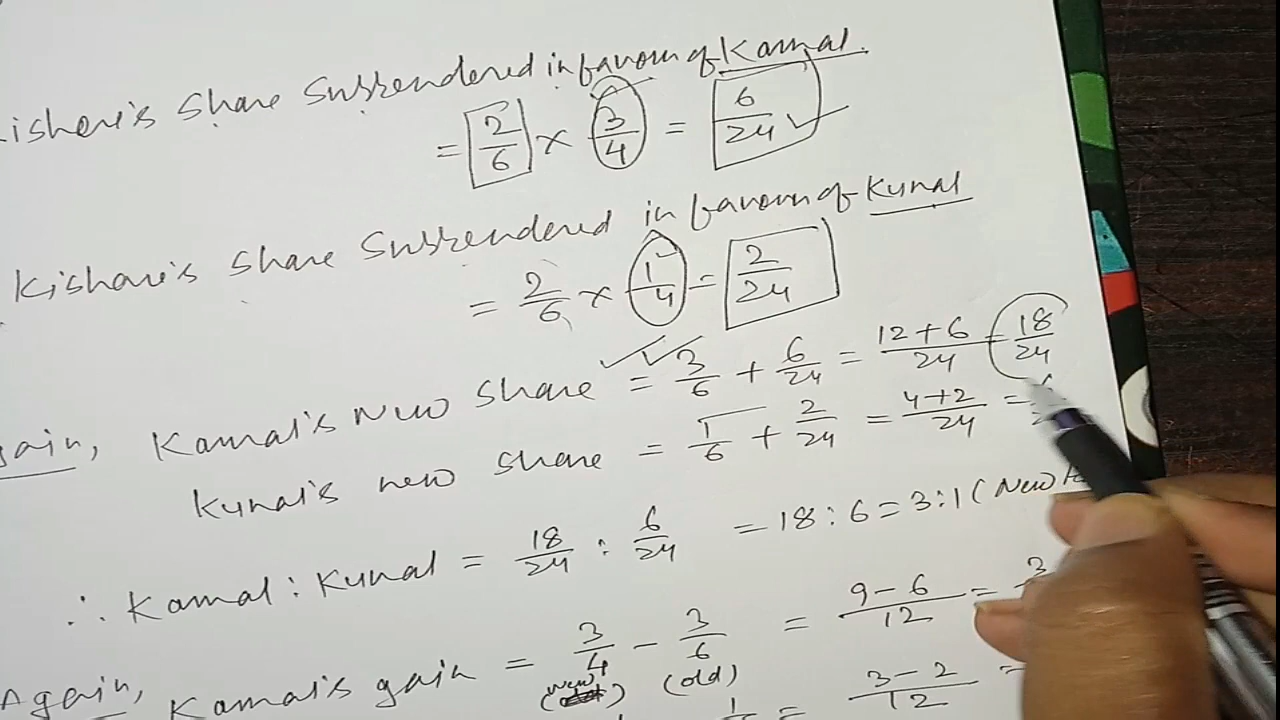 Kishore's Share Surrendered in favour of Kamal.
= 2/6 × 3/4 = 6/24
Kishore's Share Surrendered in favour of Kunal
= 2/6 × 1/4 = 2/24
Kamal's New Share = 3/6 + 6/24 = 12+6/24 = 18/24
Kunal's new share = 1/6 + 2/24 = 4+2/24 =
∴ Kamal : Kunal = 18/24 : 6/24 = 18 : 6 = 3 : 1 (New
Again, Kamal's gain = 3/4 - 3/6 = 9-6/12 =
(new) (old)
3-2/12 =